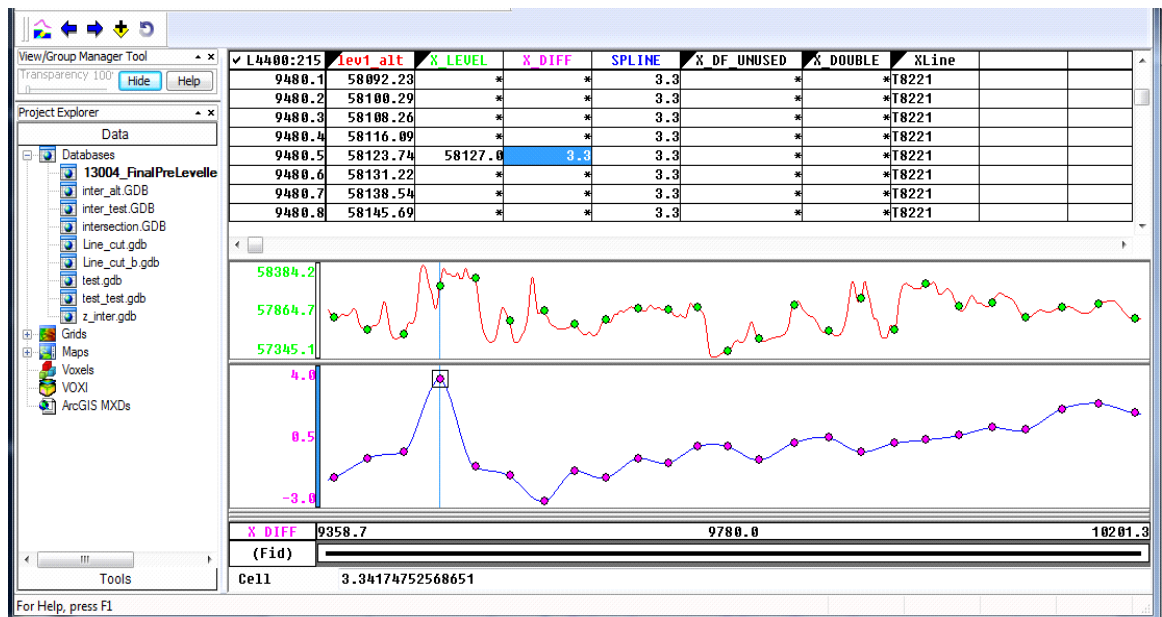 View/Group Manager Tool
Transparency 100
Hide Help
Project Explorer
Data
Databases
13004_FinalPreLevelle
inter_alt.GDB
inter_test.GDB
intersection.GDB
Line_cut.gdb
Line_cut_b.gdb
test.gdb
test_test.gdb
z_inter.gdb
Grids
Maps
Voxels
VOXI
ArcGIS MXDs
Tools
✓ L4400:215 lev1_alt X_LEVEL X_DIFF SPLINE X_DF_UNUSED X_DOUBLE XLine
9480.1 58092.23 * * 3.3 * * T8221
9480.2 58100.29 * * 3.3 * * T8221
9480.3 58108.26 * * 3.3 * * T8221
9480.4 58116.09 * * 3.3 * * T8221
9480.5 58123.74 58127.0 3.3 3.3 * * T8221
9480.6 58131.22 * * 3.3 * * T8221
9480.7 58138.54 * * 3.3 * * T8221
9480.8 58145.69 * * 3.3 * * T8221
58384.2
57864.7
57345.1
4.0
0.5
-3.0
X_DIFF 9358.7 9780.0 10201.3
(Fid)
Cell 3.34174752568651
For Help, press F1